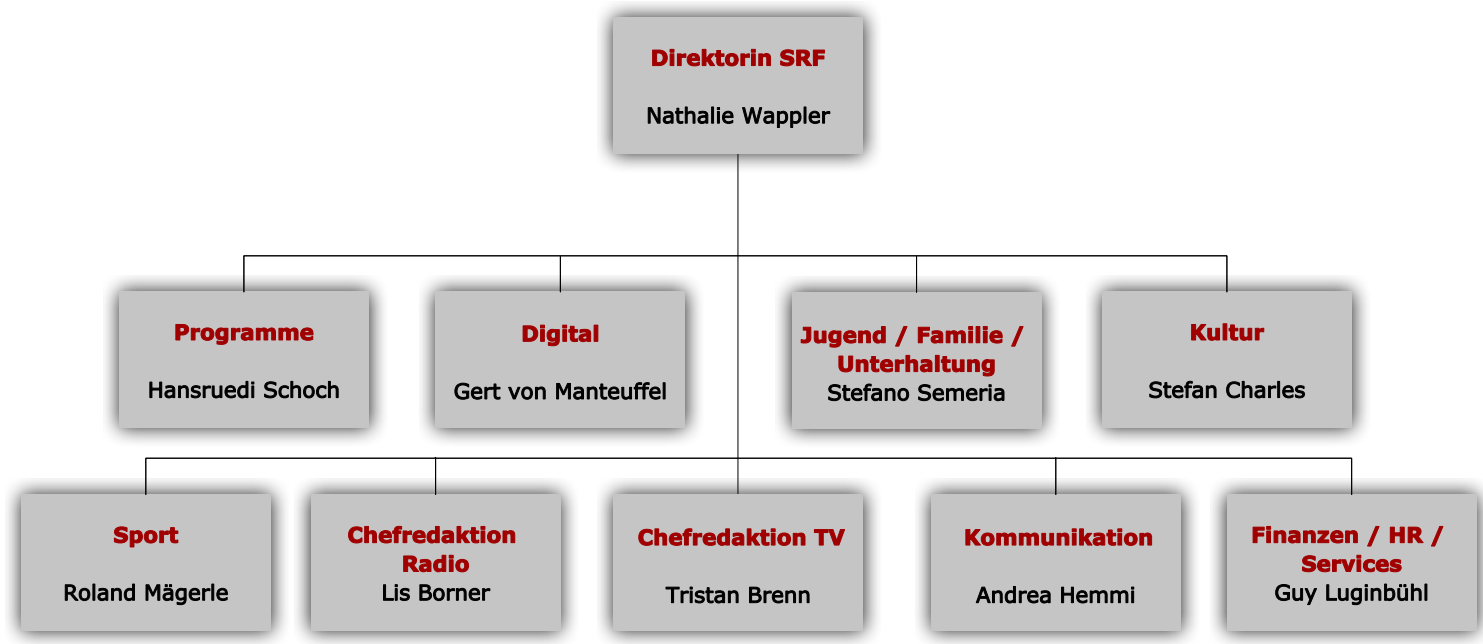 Direktorin SRF
Nathalie Wappler
Programme
Hansruedi Schoch
Digital
Gert von Manteuffel
Jugend / Familie /
Unterhaltung
Stefano Semeria
Kultur
Stefan Charles
Sport
Roland Mägerle
Chefredaktion
Radio
Lis Borner
Chefredaktion TV
Tristan Brenn
Kommunikation
Andrea Hemmi
Finanzen / HR /
Services
Guy Luginbühl